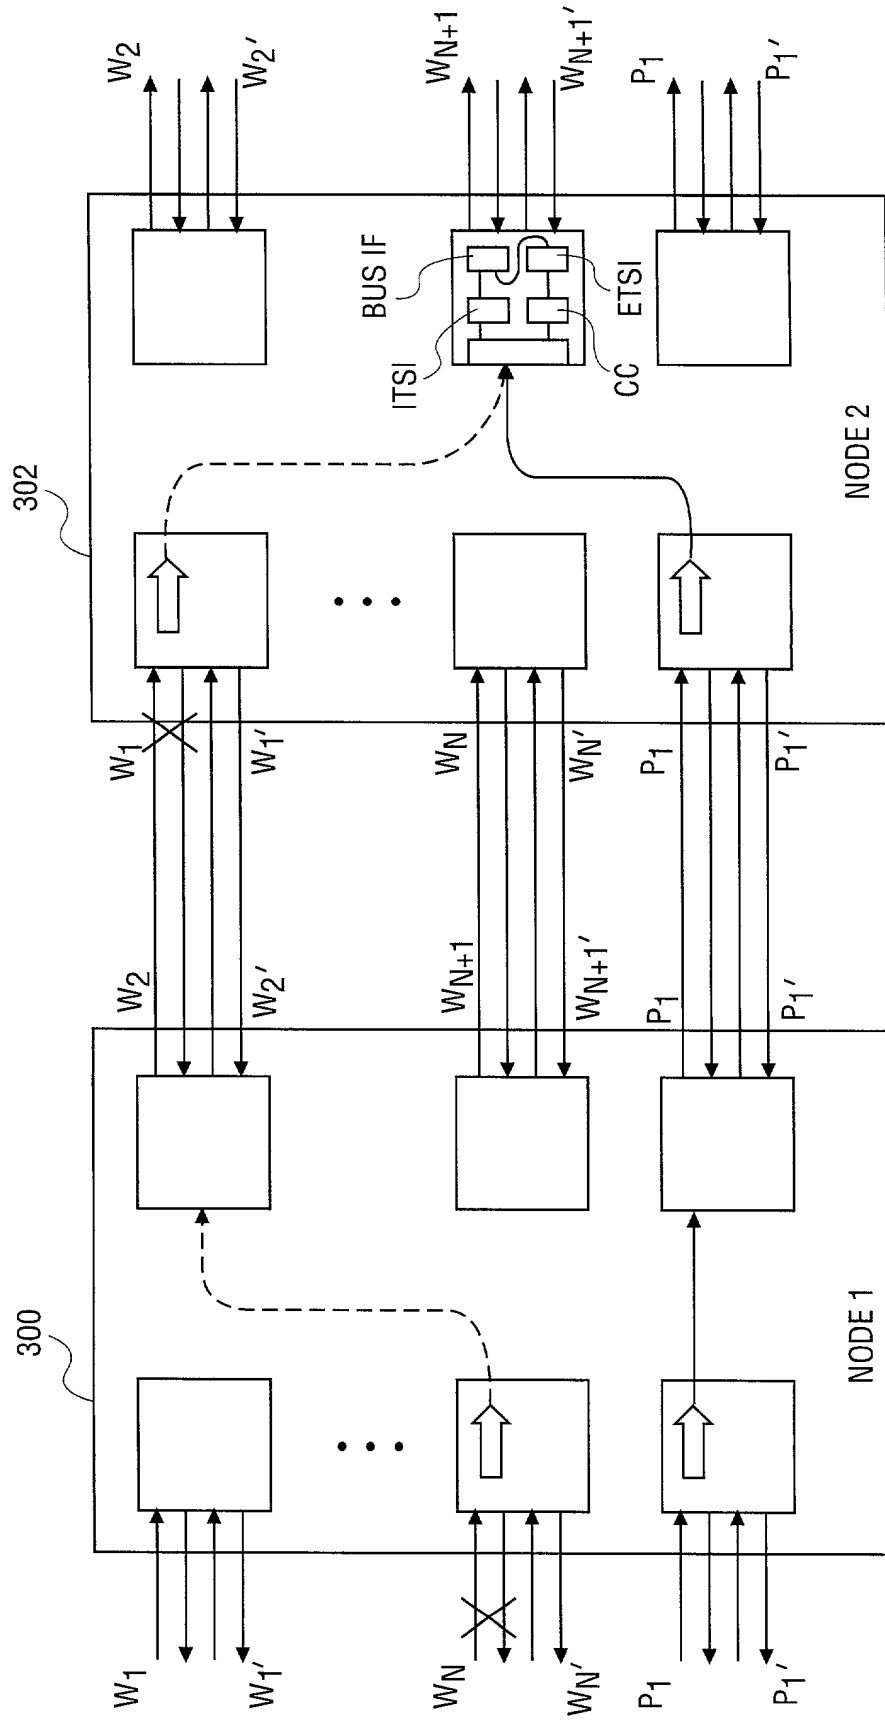 300
302
W1
W1'
WN
WN'
P1
P1'
NODE 1
W2
W2'
WN+1
WN+1'
P1
P1'
W1
W1'
WN
WN'
P1
P1'
NODE 2
ITSI
BUS IF
CC
ETSI
W2
W2'
WN+1
WN+1'
P1
P1'